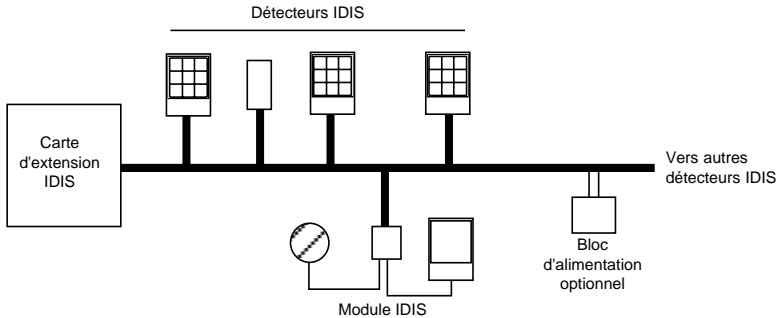 Détecteurs IDIS
Carte
d'extension
IDIS
Vers autres
détecteurs IDIS
Bloc
d'alimentation
optionnel
Module IDIS